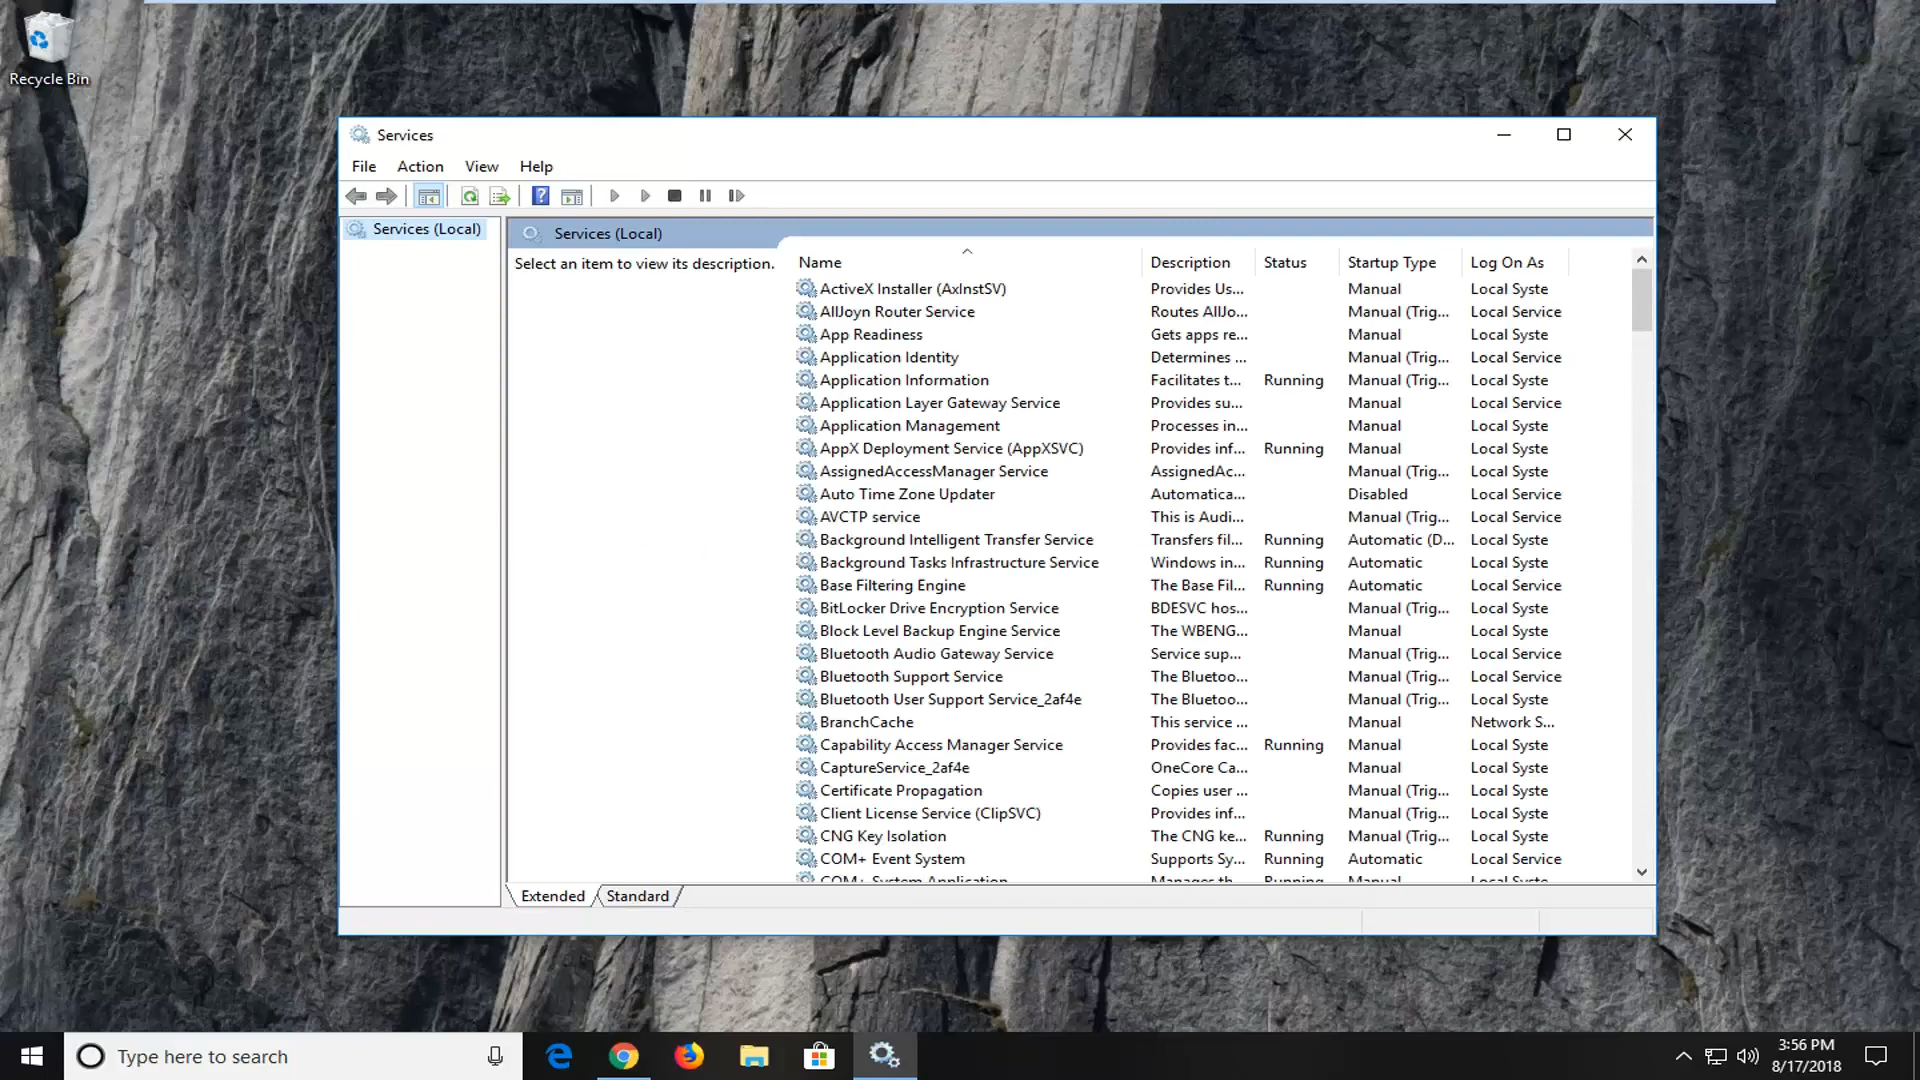 Recycle Bin
Services
File Action View Help
Services (Local)
Services (Local)
Select an item to view its description.
Name Description Status Startup Type Log On As
ActiveX Installer (AxInstSV) Provides Us... Manual Local Syste
AllJoyn Router Service Routes AllJo... Manual (Trig... Local Service
App Readiness Gets apps re... Manual Local Syste
Application Identity Determines ... Manual (Trig... Local Service
Application Information Facilitates t... Running Manual (Trig... Local Syste
Application Layer Gateway Service Provides su... Manual Local Service
Application Management Processes in... Manual Local Syste
AppX Deployment Service (AppXSVC) Provides inf... Running Manual Local Syste
AssignedAccessManager Service AssignedAc... Manual (Trig... Local Syste
Auto Time Zone Updater Automatica... Disabled Local Service
AVCTP service This is Audi... Manual (Trig... Local Service
Background Intelligent Transfer Service Transfers fil... Running Automatic (D... Local Syste
Background Tasks Infrastructure Service Windows in... Running Automatic Local Syste
Base Filtering Engine The Base Fil... Running Automatic Local Service
BitLocker Drive Encryption Service BDESVC hos... Manual (Trig... Local Syste
Block Level Backup Engine Service The WBENG... Manual Local Syste
Bluetooth Audio Gateway Service Service sup... Manual (Trig... Local Service
Bluetooth Support Service The Bluetoo... Manual (Trig... Local Service
Bluetooth User Support Service_2af4e The Bluetoo... Manual (Trig... Local Syste
BranchCache This service ... Manual Network S...
Capability Access Manager Service Provides fac... Running Manual Local Syste
CaptureService_2af4e OneCore Ca... Manual Local Syste
Certificate Propagation Copies user ... Manual (Trig... Local Syste
Client License Service (ClipSVC) Provides inf... Manual (Trig... Local Syste
CNG Key Isolation The CNG ke... Running Manual (Trig... Local Syste
COM+ Event System Supports Sy... Running Automatic Local Service
COM+ System Application Manages th... Running Manual Local Syste
Extended Standard
Type here to search
3:56 PM
8/17/2018